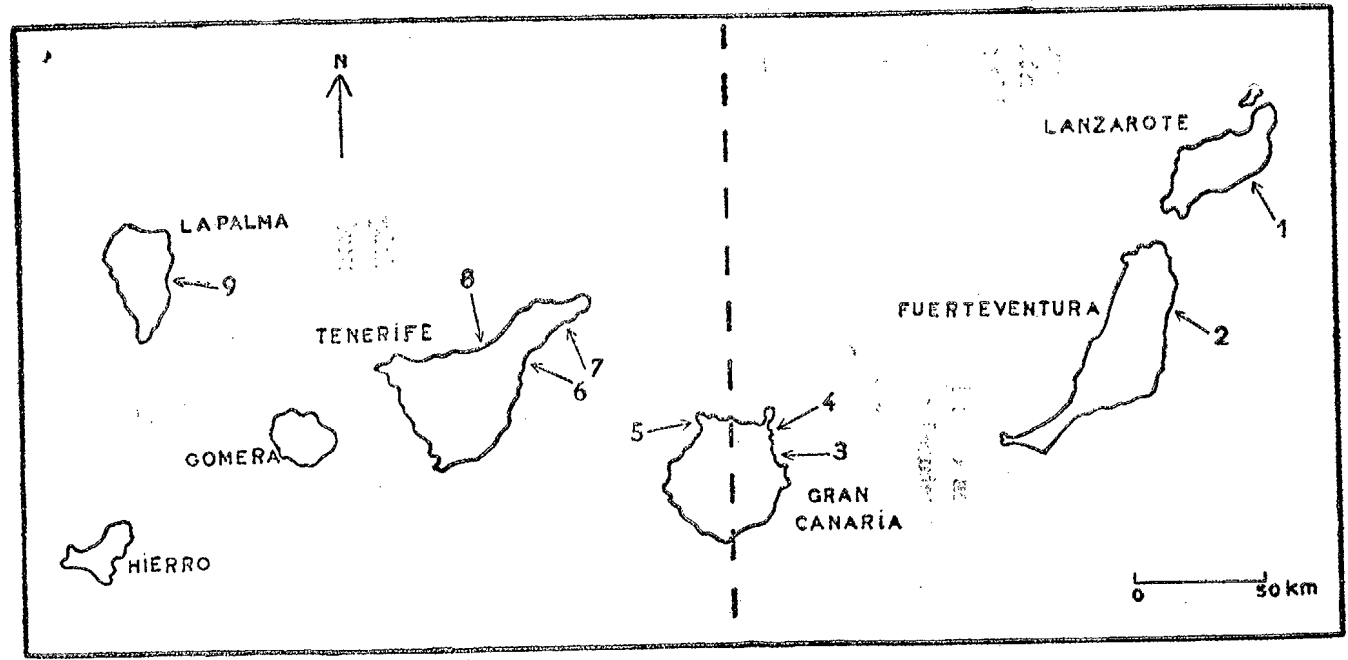 N
LANZAROTE
1
LA PALMA
9
8
TENERiFE
7
6
FUERTEVENTURA
2
5
4
3
GOMERA
GRAN
CANARiA
HiERRO
0 50 km